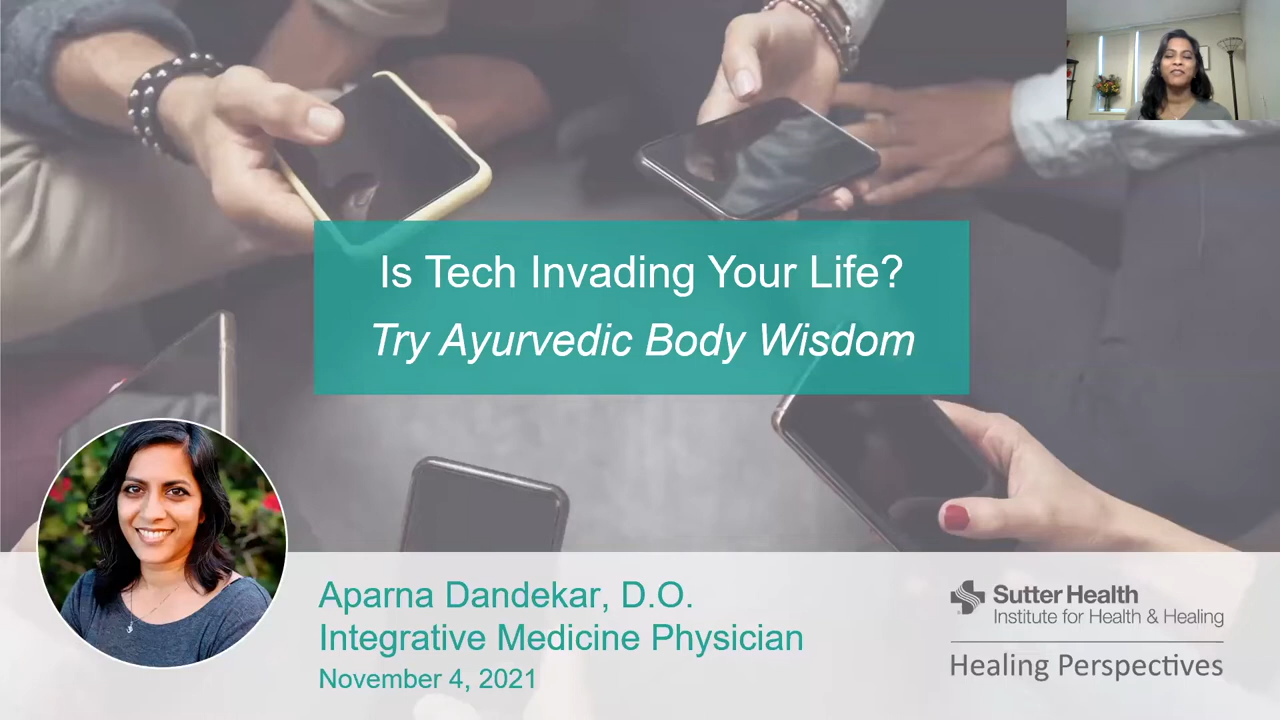 Is Tech Invading Your Life?
Try Ayurvedic Body Wisdom
Aparna Dandekar, D.O.
Integrative Medicine Physician
November 4, 2021
Sutter Health
Institute for Health & Healing
Healing Perspectives